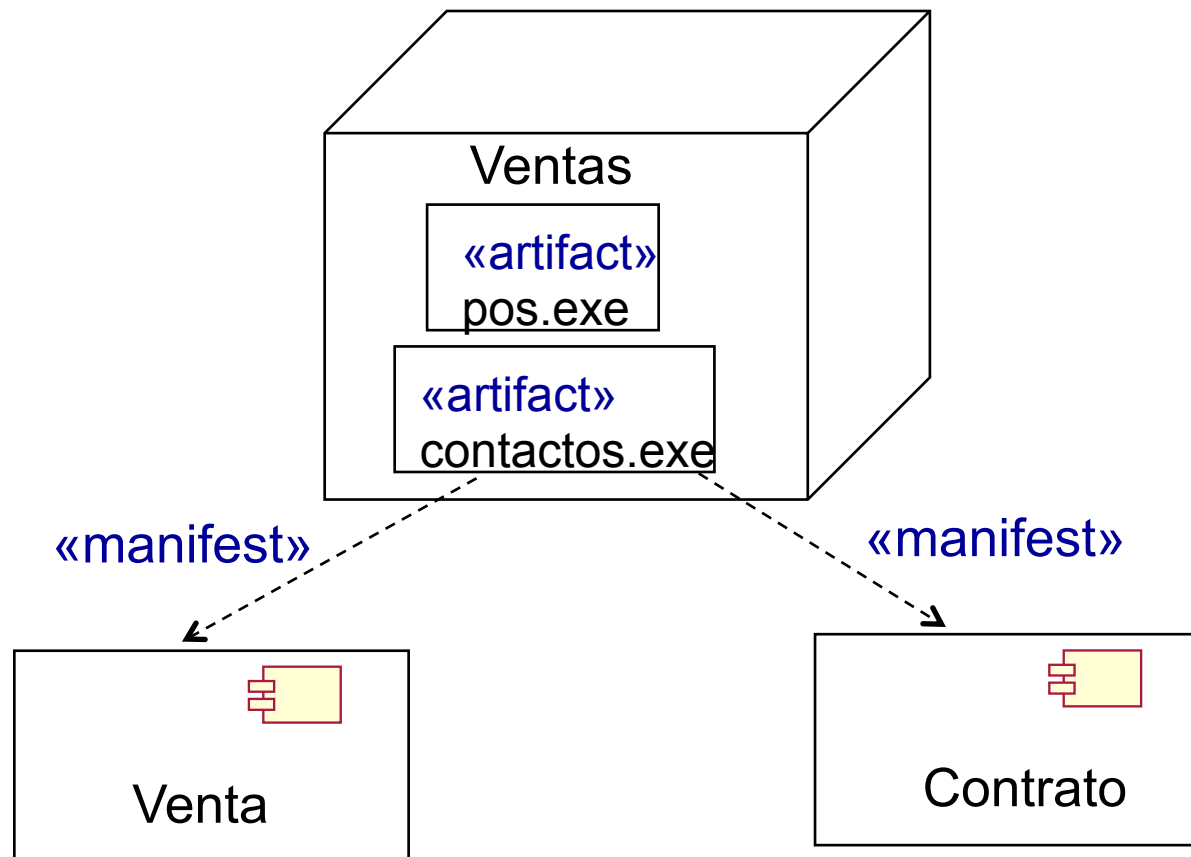 Ventas
«artifact»
pos.exe
«artifact»
contactos.exe
«manifest»
«manifest»
Venta
Contrato